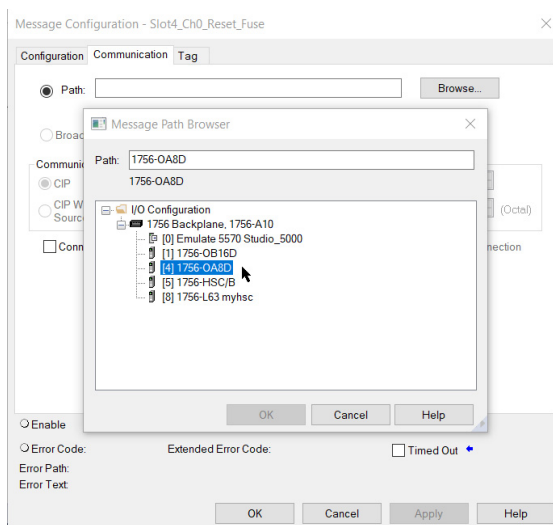 Message Configuration - Slot4_Ch0_Reset_Fuse
Configuration Communication Tag
Path:
Browse...
Message Path Browser
Broad
Path: 1756-OA8D
1756-OA8D
Communi
CIP
CIP W
Source
(Octal)
I/O Configuration
1756 Backplane, 1756-A10
[0] Emulate 5570 Studio_5000
[1] 1756-OB16D
[4] 1756-OA8D
[5] 1756-HSC/B
[8] 1756-L63 myhsc
Conn
nection
OK Cancel Help
Enable
Error Code: Extended Error Code: Timed Out
Error Path:
Error Text:
OK Cancel Apply Help